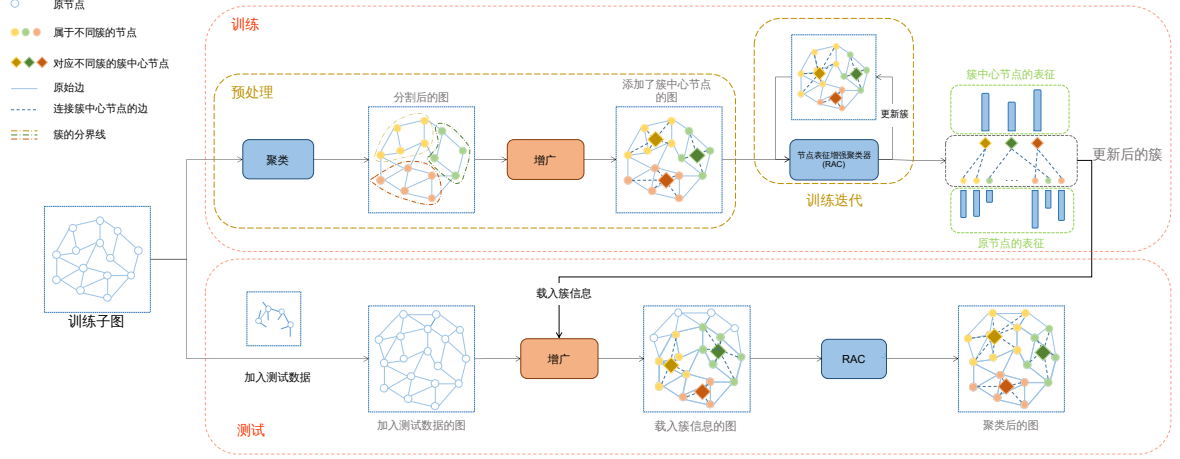 原节点
属于不同簇的节点
对应不同簇的簇中心节点
原始边
连接簇中心节点的边
簇的分界线
训练
预处理
聚类
分割后的图
增广
添加了簇中心节点
的图
更新簇
节点表征增强聚类器
(RAC)
训练迭代
簇中心节点的表征
...
更新后的簇
原节点的表征
训练子图
加入测试数据
加入测试数据的图
载入簇信息
增广
载入簇信息的图
RAC
聚类后的图
测试